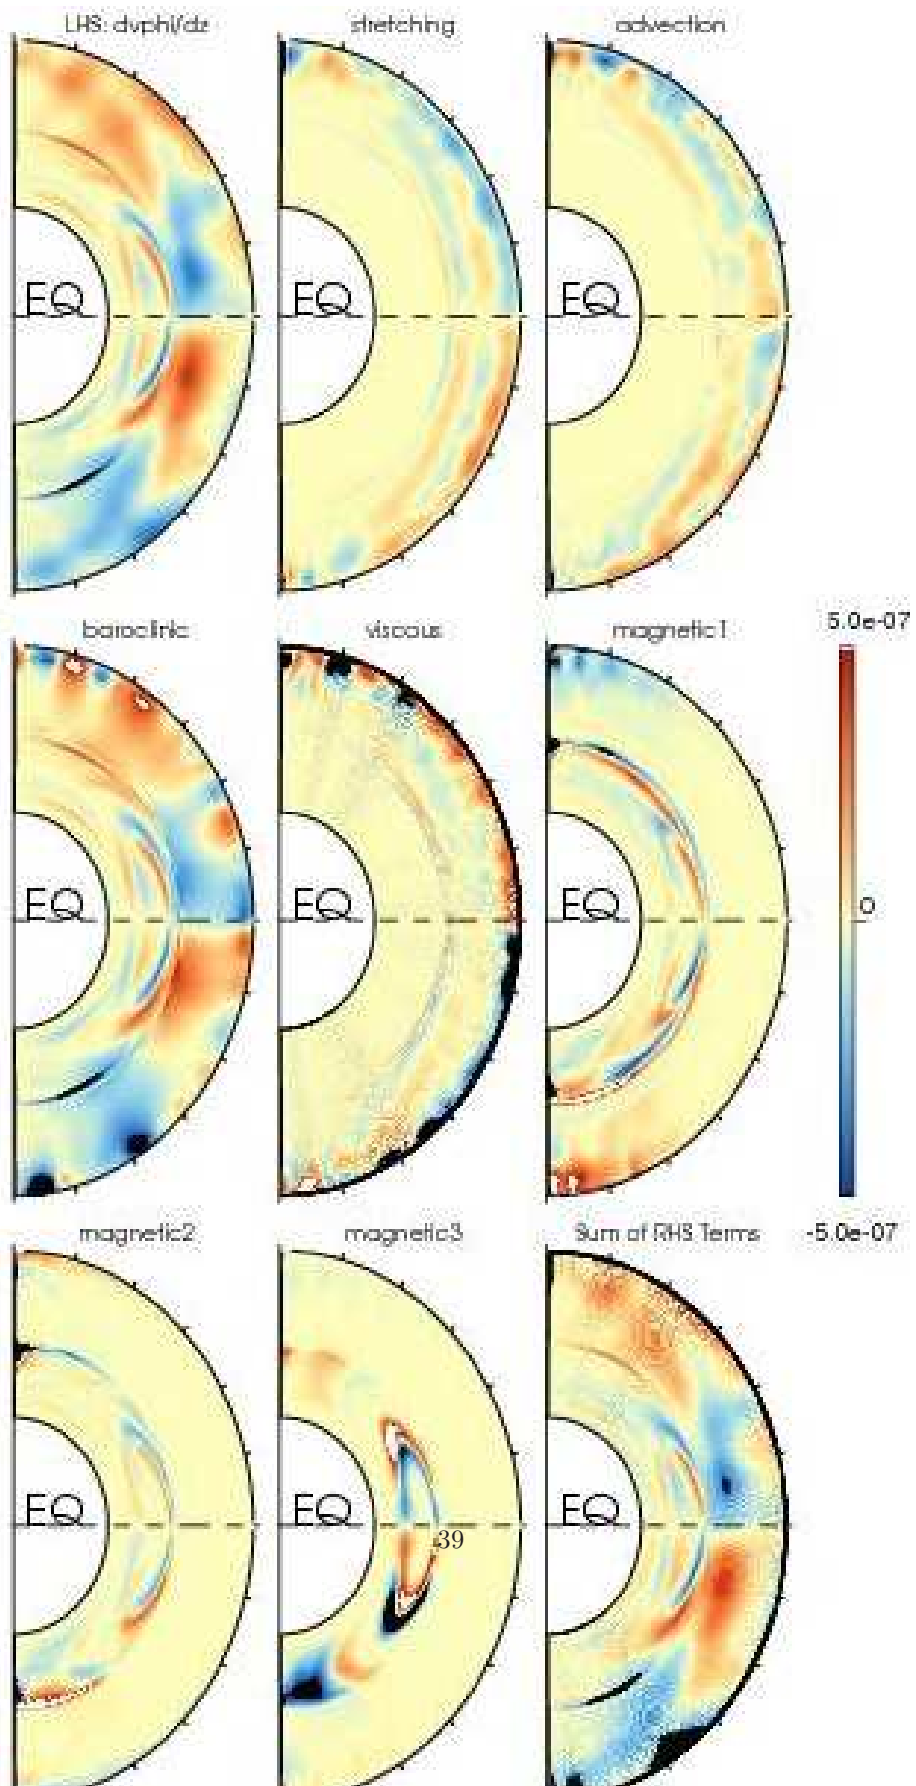 LHS: dvphi/dz stretching advection
EQ EQ EQ
baroclinic viscous magnetic1 5.0e-07
EQ EQ EQ 0
magnetic2 magnetic3 Sum of RHS Terms -5.0e-07
EQ EQ EQ
39